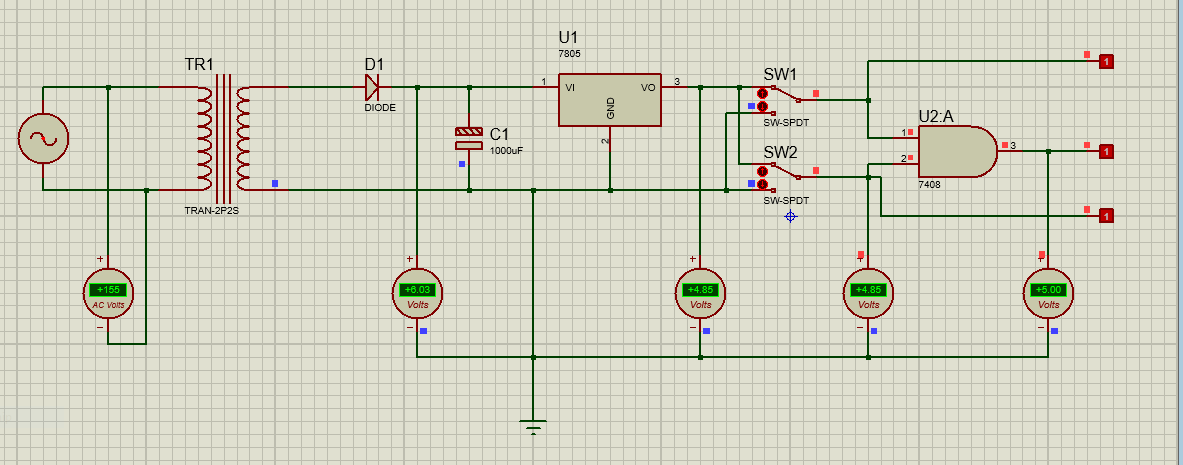 U1
7805
TR1
D1
DIODE
1
VI
VO
3
GND
2
SW1
SW-SPDT
1
U2:A
1
2
3
7408
1
C1
1000uF
SW2
SW-SPDT
1
TRAN-2P2S
+
+155
AC Volts
−
+
+6.03
Volts
−
+
+4.85
Volts
−
+
+4.85
Volts
−
+
+5.00
Volts
−